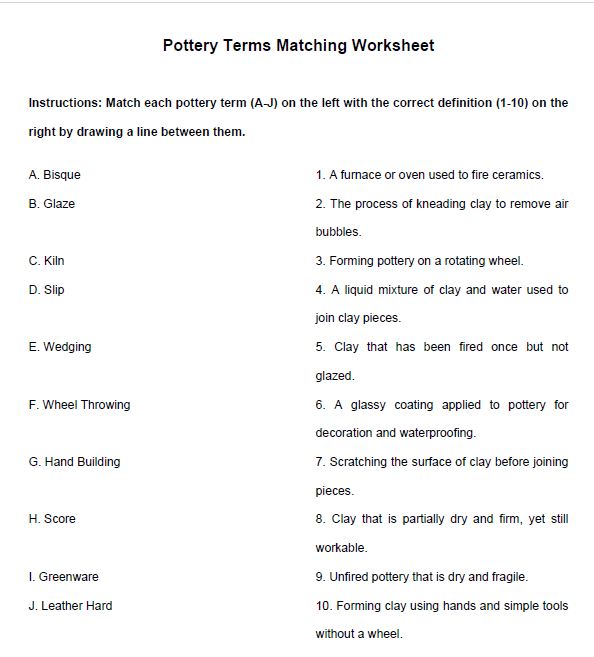 Pottery Terms Matching Worksheet
Instructions: Match each pottery term (A-J) on the left with the correct definition (1-10) on the
right by drawing a line between them.
A. Bisque
1. A furnace or oven used to fire ceramics.
B. Glaze
2. The process of kneading clay to remove air
bubbles.
C. Kiln
3. Forming pottery on a rotating wheel.
D. Slip
4. A liquid mixture of clay and water used to
join clay pieces.
E. Wedging
5. Clay that has been fired once but not
glazed.
F. Wheel Throwing
6. A glassy coating applied to pottery for
decoration and waterproofing.
G. Hand Building
7. Scratching the surface of clay before joining
pieces.
H. Score
8. Clay that is partially dry and firm, yet still
workable.
I. Greenware
9. Unfired pottery that is dry and fragile.
J. Leather Hard
10. Forming clay using hands and simple tools
without a wheel.